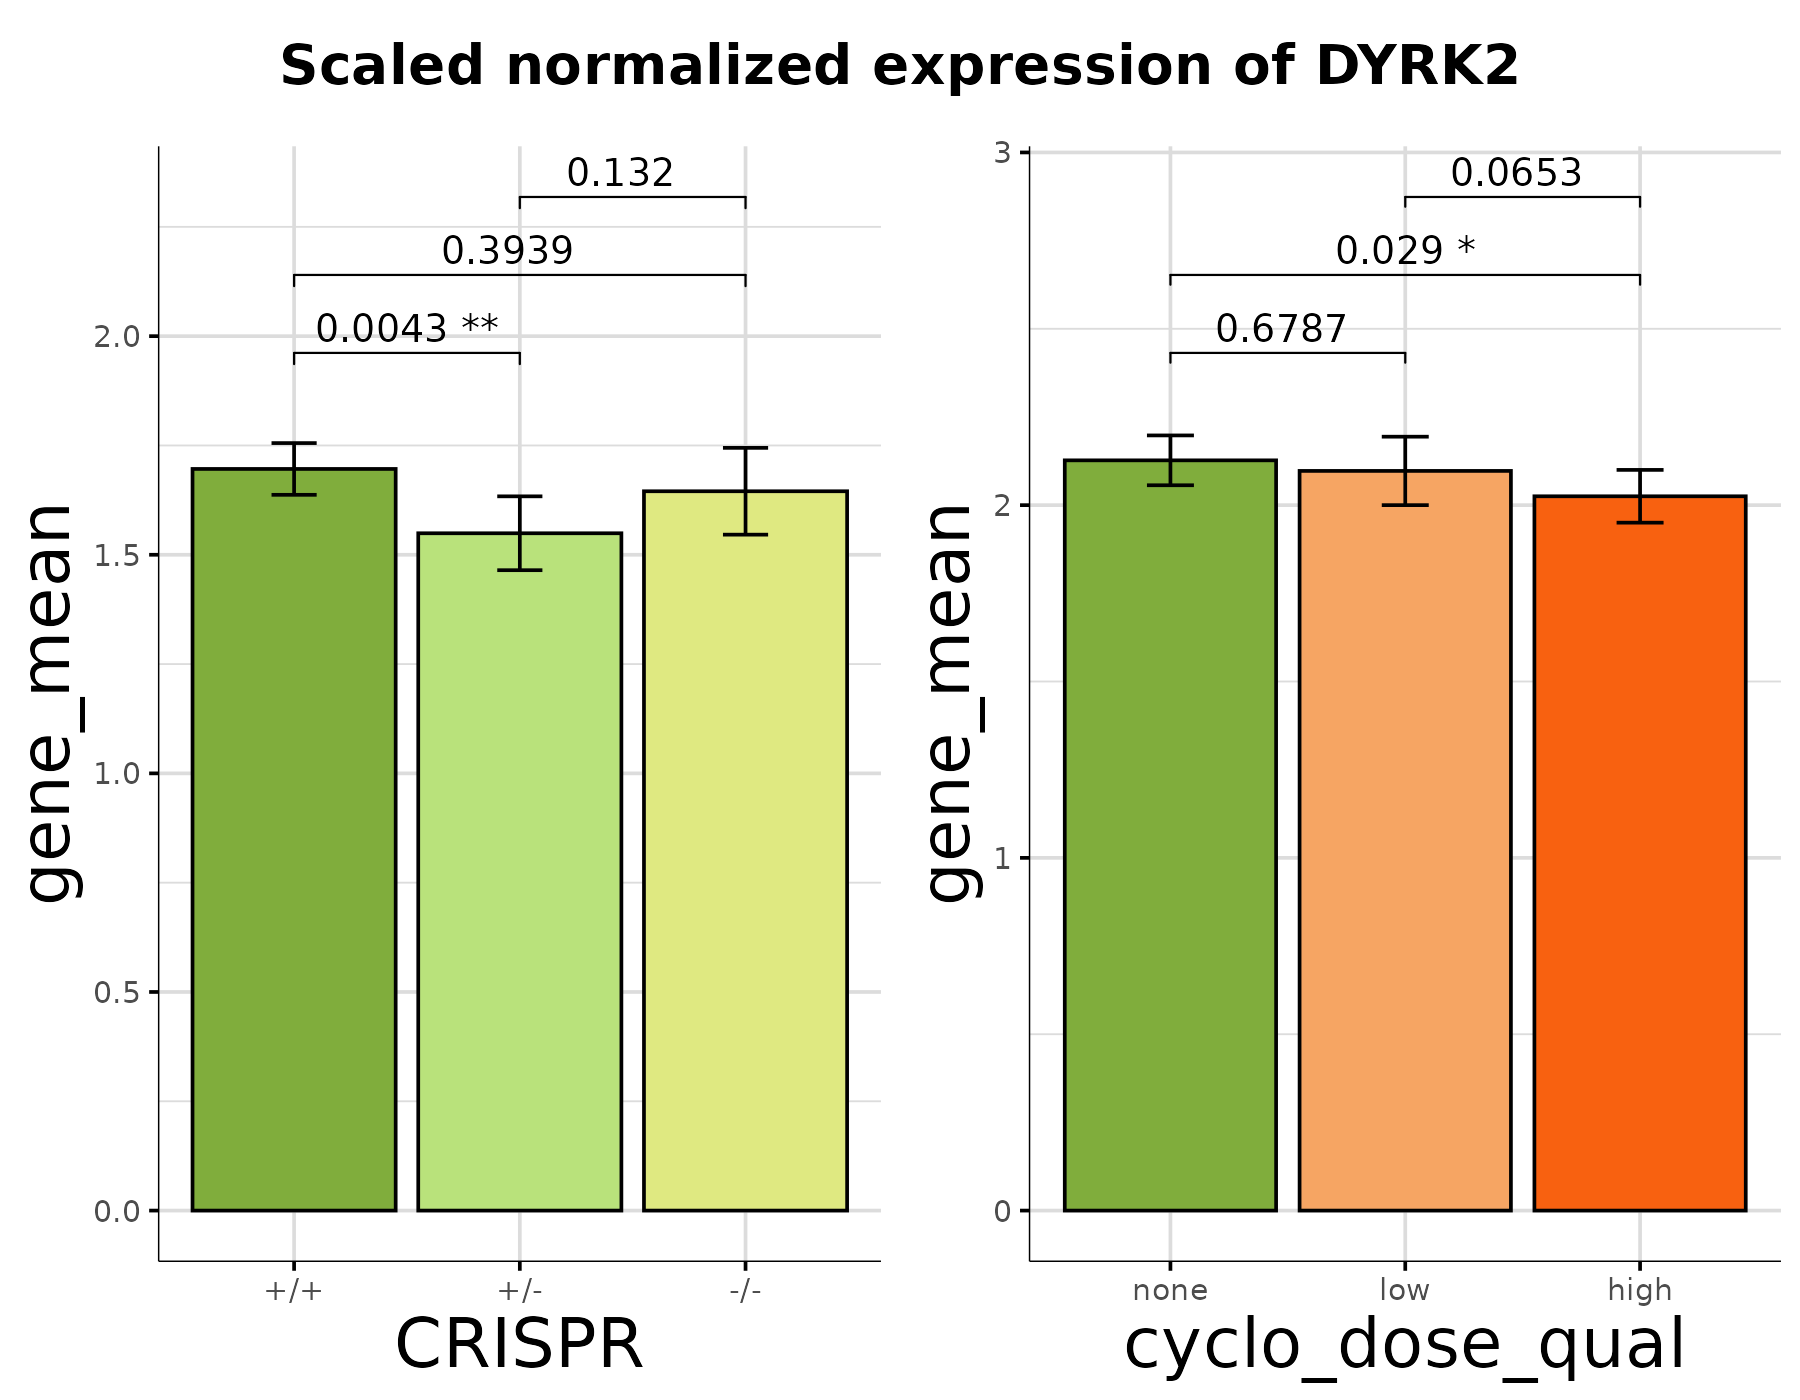 Scaled normalized expression of DYRK2
0.132
0.3939
0.0043 **
2.0
1.5
1.0
0.5
0.0
gene_mean
+/+ +/- -/-
CRISPR
0.0653
0.029 *
0.6787
3
2
1
0
gene_mean
none low high
cyclo_dose_qual